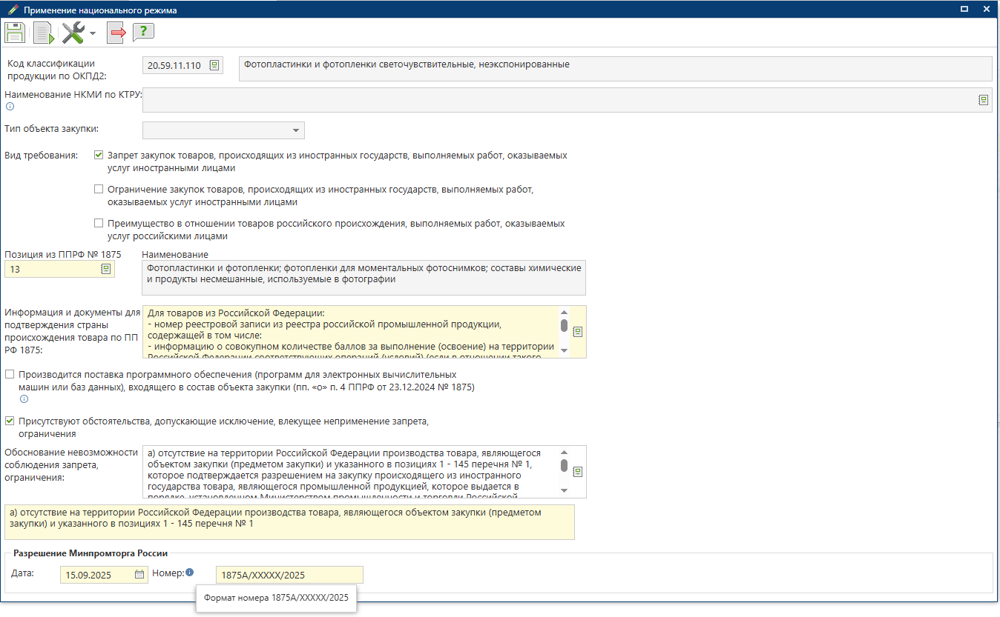 Применение национального режима
Код классификации
продукции по ОКПД2:
20.59.11.110
Фотопластинки и фотопленки светочувствительные, неэкспонированные
Наименование НКМИ по КТРУ:
Тип объекта закупки:
Вид требования:
Запрет закупок товаров, происходящих из иностранных государств, выполняемых работ, оказываемых
услуг иностранными лицами
Ограничение закупок товаров, происходящих из иностранных государств, выполняемых работ,
оказываемых услуг иностранными лицами
Преимущество в отношении товаров российского происхождения, выполняемых работ, оказываемых
услуг российскими лицами
Позиция из ППРФ № 1875
Наименование
13
Фотопластинки и фотопленки; фотопленки для моментальных фотоснимков; составы химические
и продукты несмешанные, используемые в фотографии
Информация и документы для
подтверждения страны
происхождения товара по ПП
РФ 1875:
Для товаров из Российской Федерации:
- номер реестровой записи из реестра российской промышленной продукции,
содержащей в том числе:
- информацию о совокупном количестве баллов за выполнение (освоение) на территории
Российской Федерации соответствующих операций (условий) (если в отношении такого
Производится поставка программного обеспечения (программ для электронных вычислительных
машин или баз данных), входящего в состав объекта закупки (пп. «о» п. 4 ППРФ от 23.12.2024 № 1875)
Присутствуют обстоятельства, допускающие исключение, влекущее неприменение запрета,
ограничения
Обоснование невозможности
соблюдения запрета,
ограничения:
а) отсутствие на территории Российской Федерации производства товара, являющегося
объектом закупки (предметом закупки) и указанного в позициях 1 - 145 перечня № 1,
которое подтверждается разрешением на закупку происходящего из иностранного
государства товара, являющегося промышленной продукцией, которое выдается в
порядке, установленном Министерством промышленности и торговли Российской
а) отсутствие на территории Российской Федерации производства товара, являющегося объектом закупки (предметом
закупки) и указанного в позициях 1 - 145 перечня № 1
Разрешение Минпромторга России
Дата:
15.09.2025
Номер:
1875А/XXXXX/2025
Формат номера 1875А/XXXXX/2025